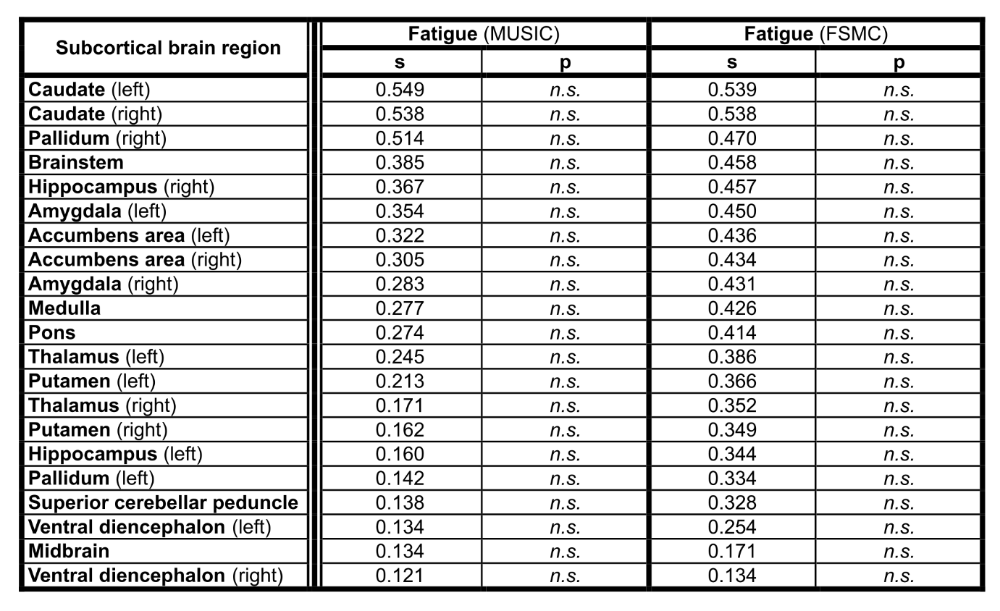 Subcortical brain region Fatigue (MUSIC) Fatigue (FSMC)
s p s p
Caudate (left) 0.549 n.s. 0.539 n.s.
Caudate (right) 0.538 n.s. 0.538 n.s.
Pallidum (right) 0.514 n.s. 0.470 n.s.
Brainstem 0.385 n.s. 0.458 n.s.
Hippocampus (right) 0.367 n.s. 0.457 n.s.
Amygdala (left) 0.354 n.s. 0.450 n.s.
Accumbens area (left) 0.322 n.s. 0.436 n.s.
Accumbens area (right) 0.305 n.s. 0.434 n.s.
Amygdala (right) 0.283 n.s. 0.431 n.s.
Medulla 0.277 n.s. 0.426 n.s.
Pons 0.274 n.s. 0.414 n.s.
Thalamus (left) 0.245 n.s. 0.386 n.s.
Putamen (left) 0.213 n.s. 0.366 n.s.
Thalamus (right) 0.171 n.s. 0.352 n.s.
Putamen (right) 0.162 n.s. 0.349 n.s.
Hippocampus (left) 0.160 n.s. 0.344 n.s.
Pallidum (left) 0.142 n.s. 0.334 n.s.
Superior cerebellar peduncle 0.138 n.s. 0.328 n.s.
Ventral diencephalon (left) 0.134 n.s. 0.254 n.s.
Midbrain 0.134 n.s. 0.171 n.s.
Ventral diencephalon (right) 0.121 n.s. 0.134 n.s.